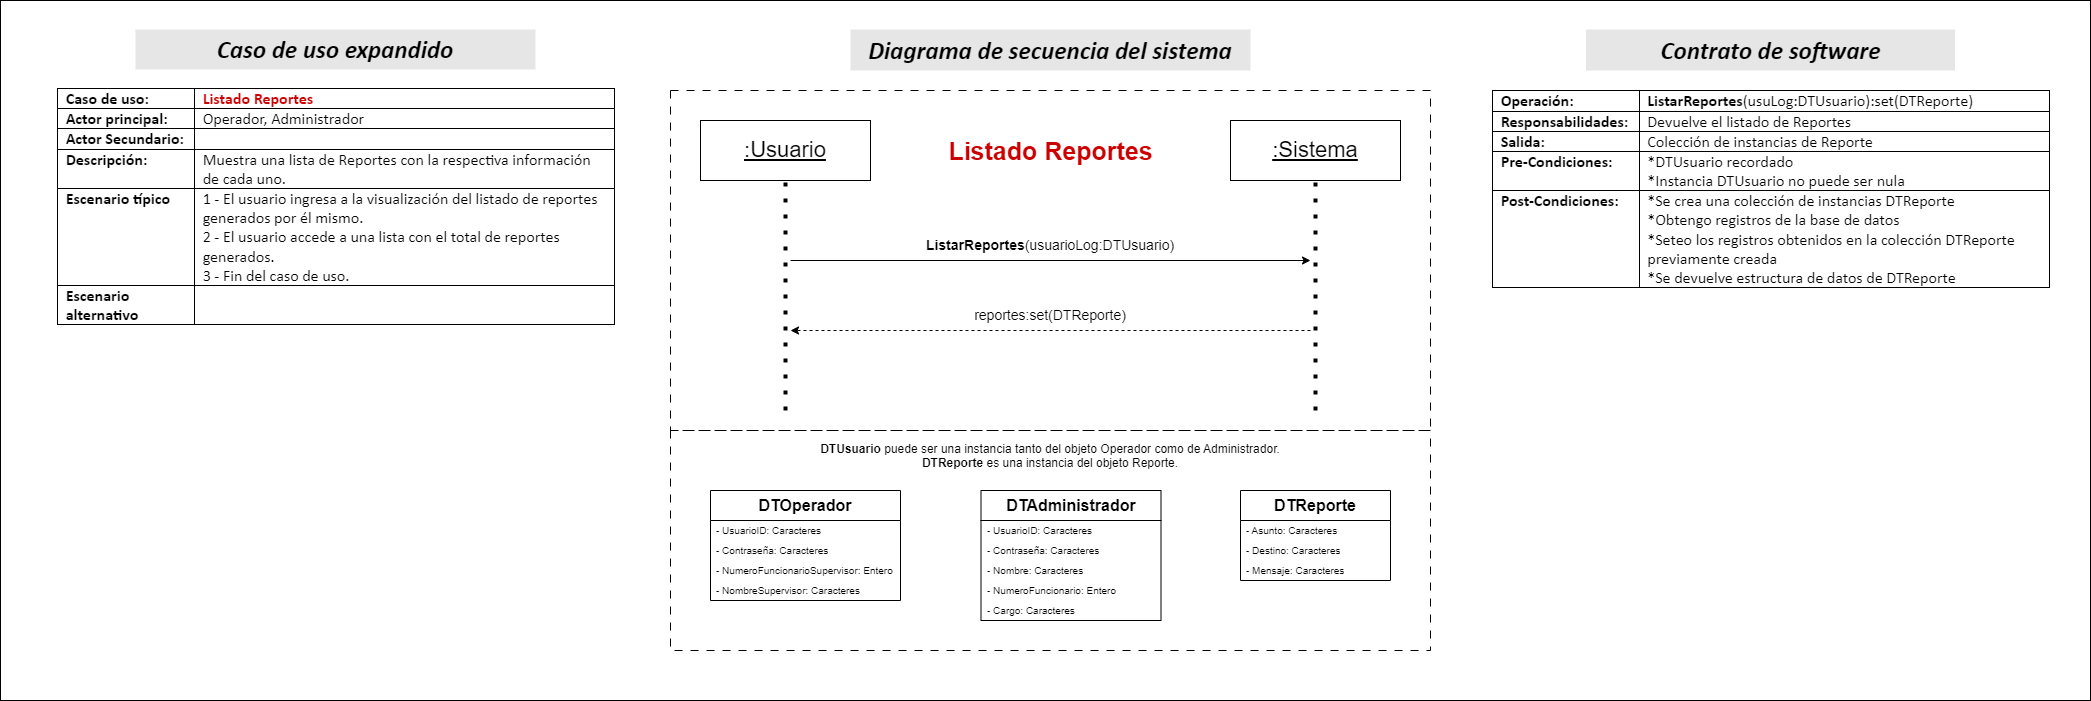 Caso de uso expandido
Caso de uso: Listado Reportes
Actor principal: Operador, Administrador
Actor Secundario:
Descripción: Muestra una lista de Reportes con la respectiva información
de cada uno.
Escenario típico 1 - El usuario ingresa a la visualización del listado de reportes
generados por él mismo.
2 - El usuario accede a una lista con el total de reportes
generados.
3 - Fin del caso de uso.
Escenario
alternativo
Diagrama de secuencia del sistema
:Usuario
Listado Reportes
:Sistema
ListarReportes(usuarioLog:DTUsuario)
reportes:set(DTReporte)
DTUsuario puede ser una instancia tanto del objeto Operador como de Administrador.
DTReporte es una instancia del objeto Reporte.
DTOperador
- UsuarioID: Caracteres
- Contraseña: Caracteres
- NumeroFuncionarioSupervisor: Entero
- NombreSupervisor: Caracteres
DTAdministrador
- UsuarioID: Caracteres
- Contraseña: Caracteres
- Nombre: Caracteres
- NumeroFuncionario: Entero
- Cargo: Caracteres
DTReporte
- Asunto: Caracteres
- Destino: Caracteres
- Mensaje: Caracteres
Contrato de software
Operación: ListarReportes(usuLog:DTUsuario):set(DTReporte)
Responsabilidades: Devuelve el listado de Reportes
Salida: Colección de instancias de Reporte
Pre-Condiciones: *DTUsuario recordado
*Instancia DTUsuario no puede ser nula
Post-Condiciones: *Se crea una colección de instancias DTReporte
*Obtengo registros de la base de datos
*Seteo los registros obtenidos en la colección DTReporte
previamente creada
*Se devuelve estructura de datos de DTReporte